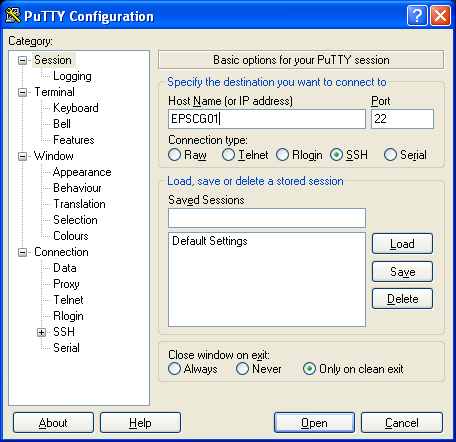 PuTTY Configuration
Category:
Session
Logging
Terminal
Keyboard
Bell
Features
Window
Appearance
Behaviour
Translation
Selection
Colours
Connection
Data
Proxy
Telnet
Rlogin
SSH
Serial
Basic options for your PuTTY session
Specify the destination you want to connect to
Host Name (or IP address) Port
EPSCG01 22
Connection type:
Raw Telnet Rlogin SSH Serial
Load, save or delete a stored session
Saved Sessions
Default Settings
Load
Save
Delete
Close window on exit:
Always Never Only on clean exit
About Help Open Cancel